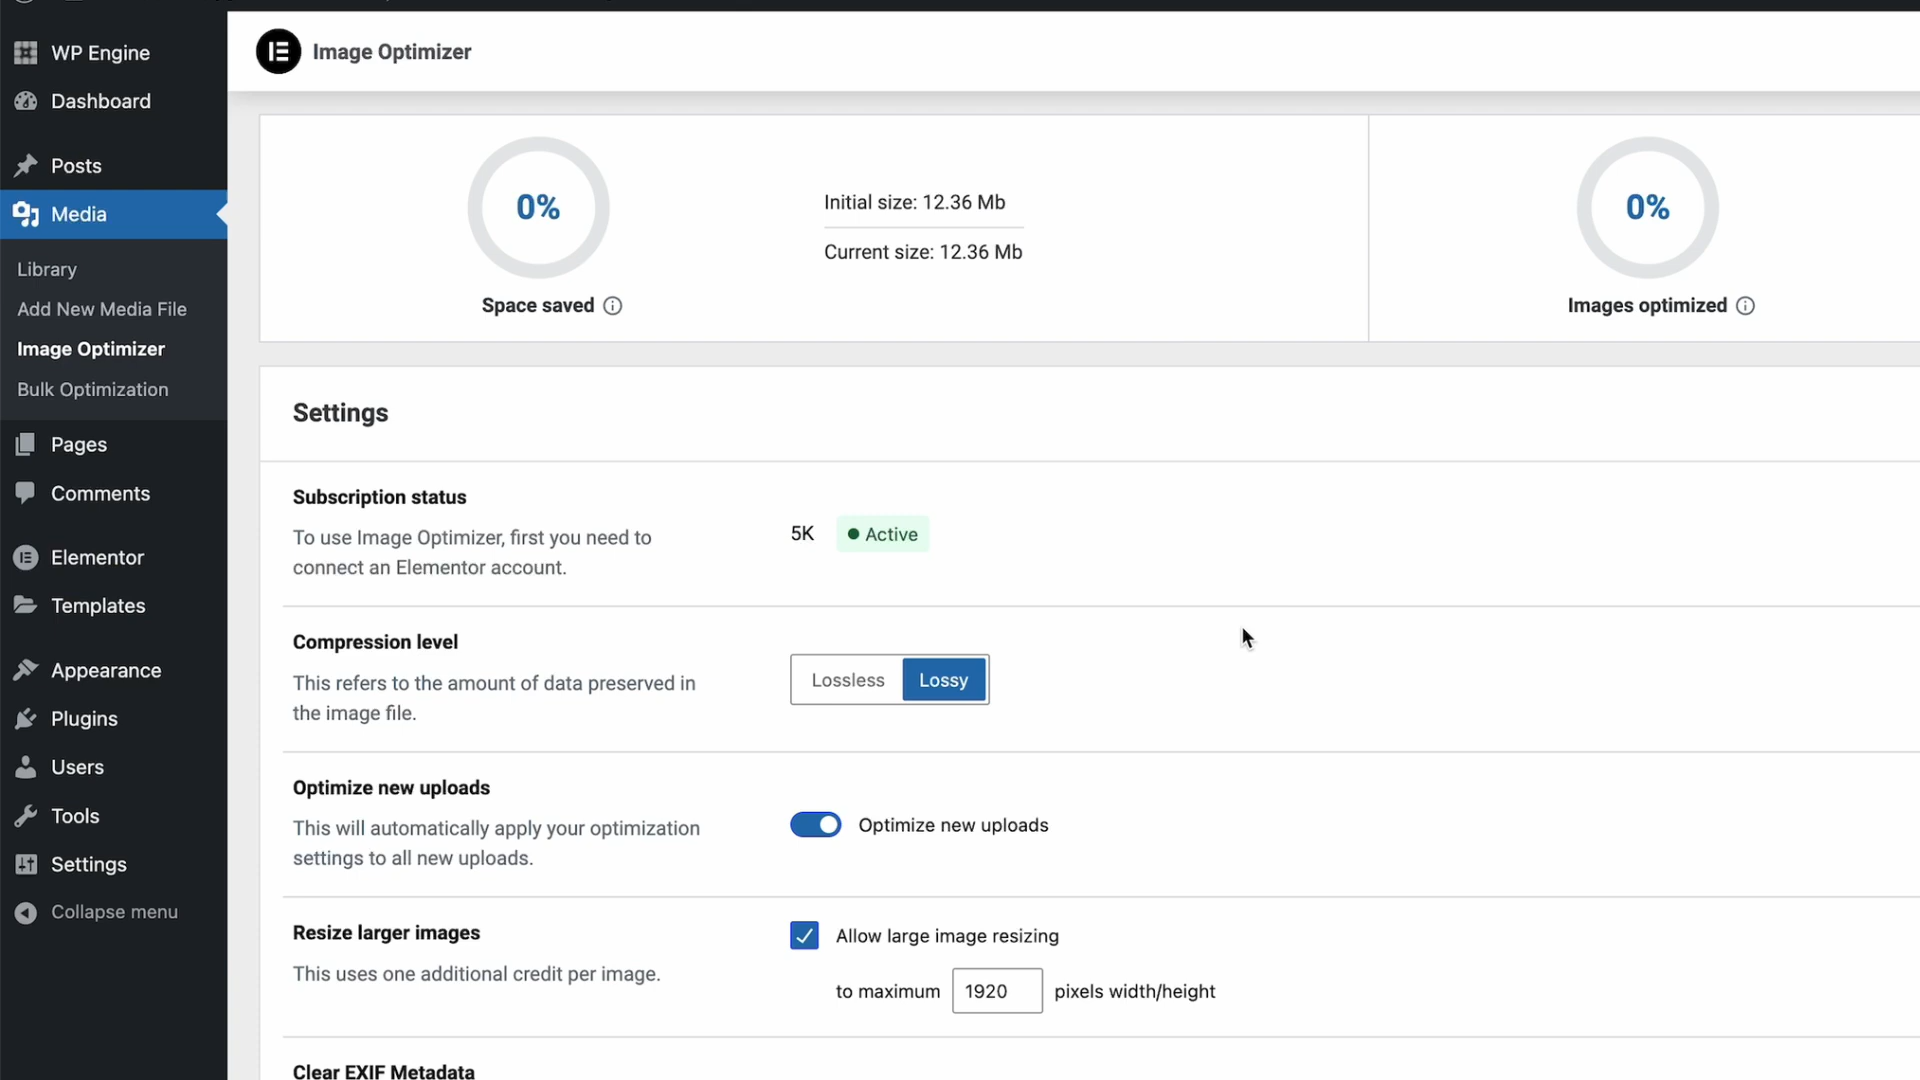 WP Engine
Dashboard
Posts
Media
Library
Add New Media File
Image Optimizer
Bulk Optimization
Pages
Comments
Elementor
Templates
Appearance
Plugins
Users
Tools
Settings
Collapse menu
Image Optimizer
0%
Space saved
Initial size: 12.36 Mb
Current size: 12.36 Mb
0%
Images optimized
Settings
Subscription status
To use Image Optimizer, first you need to
connect an Elementor account.
5K Active
Compression level
This refers to the amount of data preserved in
the image file.
Lossless Lossy
Optimize new uploads
This will automatically apply your optimization
settings to all new uploads.
Optimize new uploads
Resize larger images
This uses one additional credit per image.
Allow large image resizing
to maximum 1920 pixels width/height
Clear EXIF Metadata